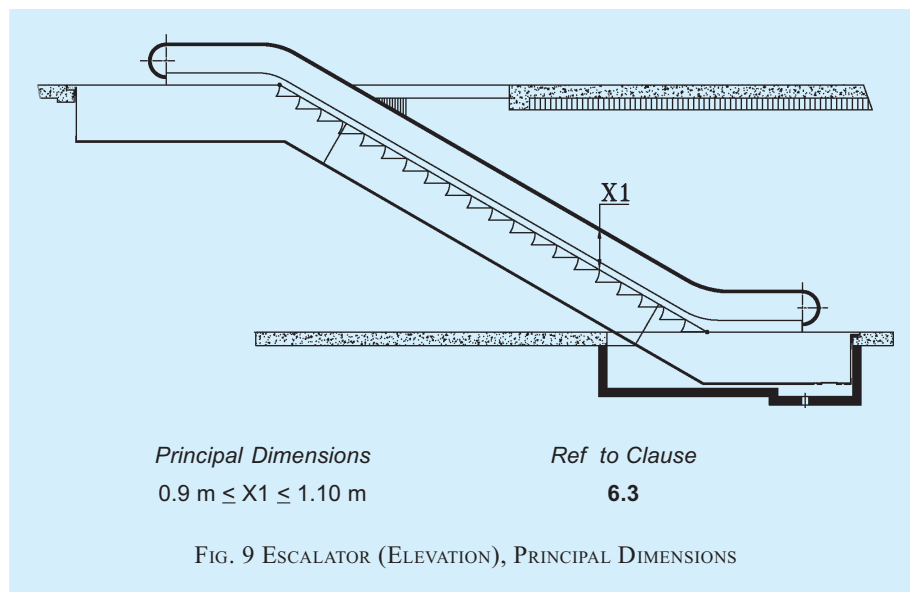 X1
Principal Dimensions Ref to Clause
0.9 m ≤ X1 ≤ 1.10 m 6.3
FIG. 9 ESCALATOR (ELEVATION), PRINCIPAL DIMENSIONS